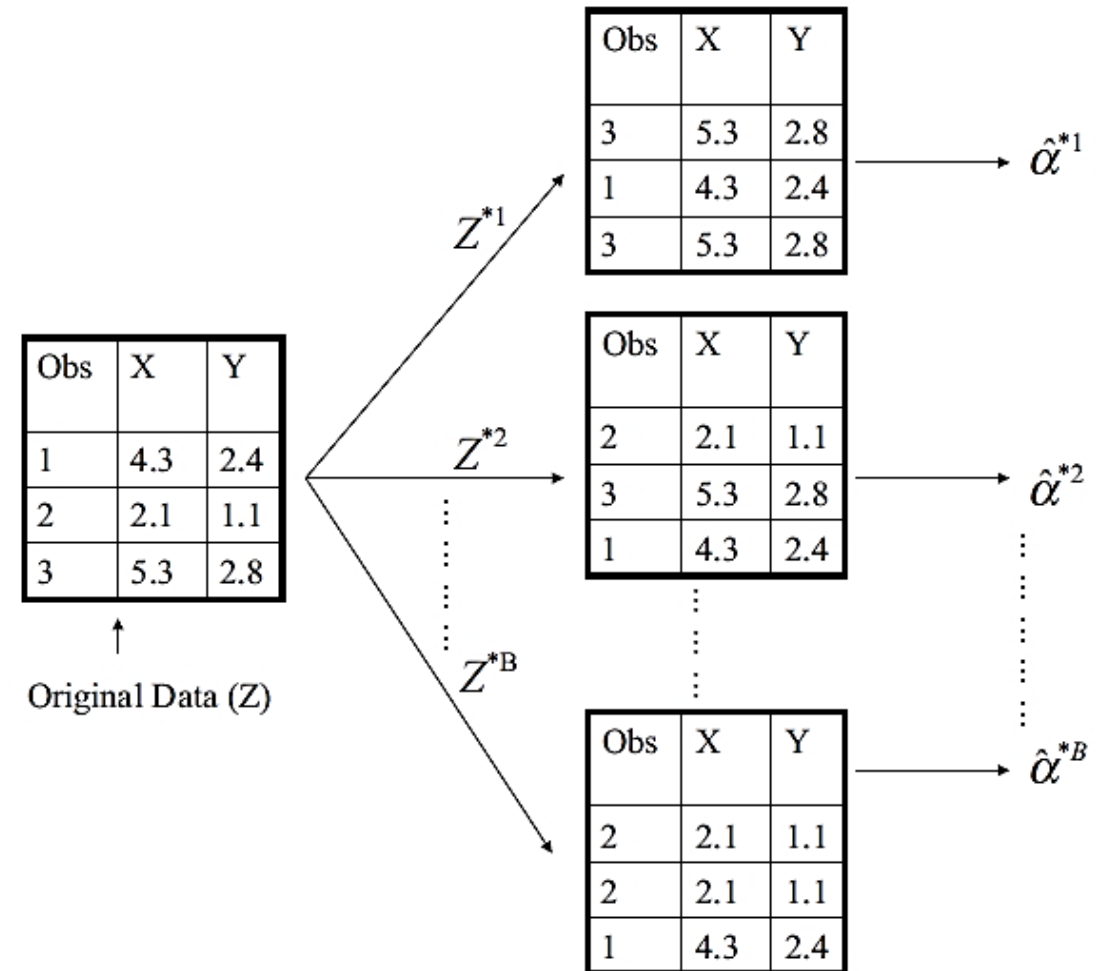 Obs X Y
3 5.3 2.8
1 4.3 2.4
3 5.3 2.8
α̂*1
Z*1
Obs X Y
1 4.3 2.4
2 2.1 1.1
3 5.3 2.8
Original Data (Z)
Z*2
Obs X Y
2 2.1 1.1
3 5.3 2.8
1 4.3 2.4
α̂*2
Z*B
Obs X Y
2 2.1 1.1
2 2.1 1.1
1 4.3 2.4
α̂*B